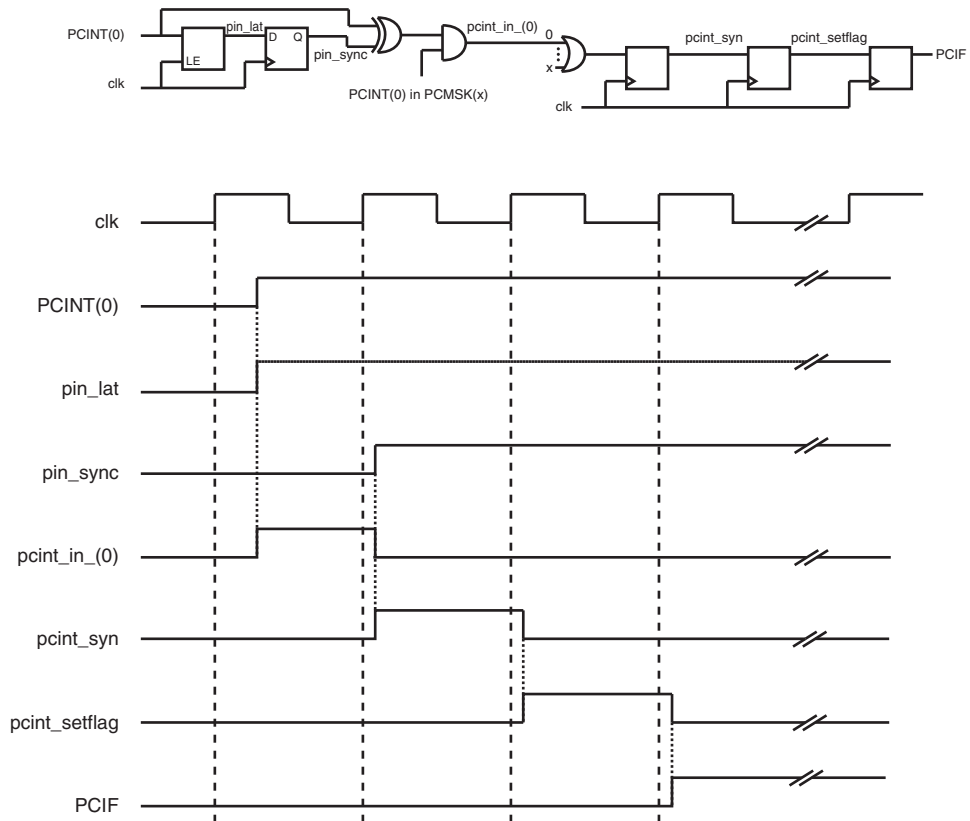 PCINT(0)
pin_lat
LE
D Q
pin_sync
clk
pcint_in_(0)
0
x
PCINT(0) in PCMSK(x)
pcint_syn
pcint_setflag
PCIF
clk
clk
PCINT(0)
pin_lat
pin_sync
pcint_in_(0)
pcint_syn
pcint_setflag
PCIF